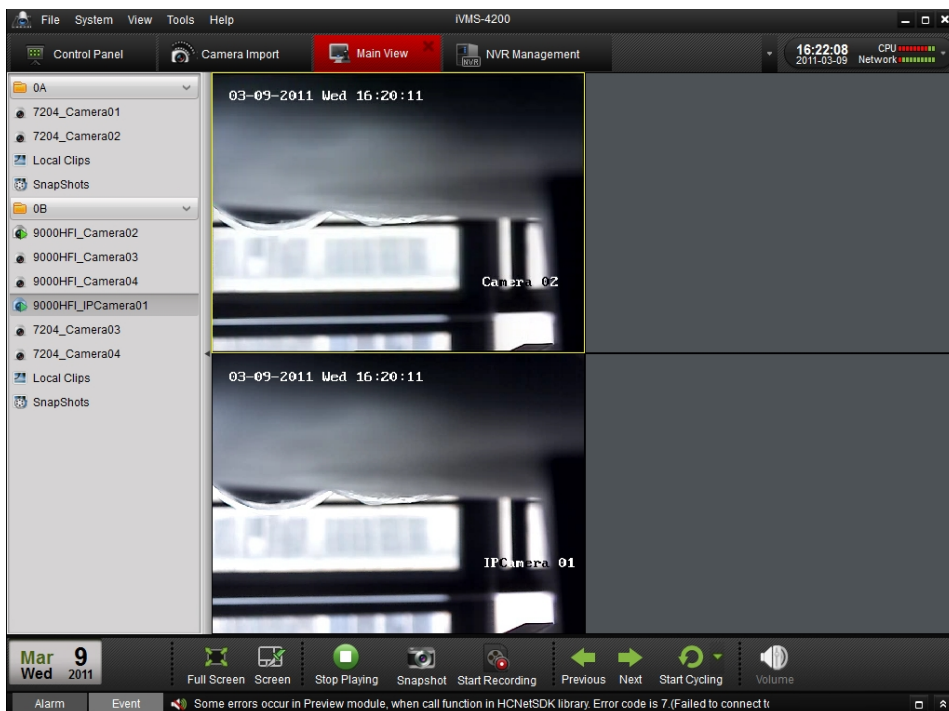 File System View Tools Help iVMS-4200
Control Panel Camera Import Main View NVR Management
16:22:08 CPU
2011-03-09 Network
0A
7204_Camera01
7204_Camera02
Local Clips
SnapShots
0B
9000HFI_Camera02
9000HFI_Camera03
9000HFI_Camera04
9000HFI_IPCamera01
7204_Camera03
7204_Camera04
Local Clips
SnapShots
03-09-2011 Wed 16:20:11
Camera 02
03-09-2011 Wed 16:20:11
IPCamera 01
Mar 9
Wed 2011
Full Screen Screen Stop Playing Snapshot Start Recording Previous Next Start Cycling Volume
Alarm Event Some errors occur in Preview module, when call function in HCNetSDK library. Error code is 7.(Failed to connect to